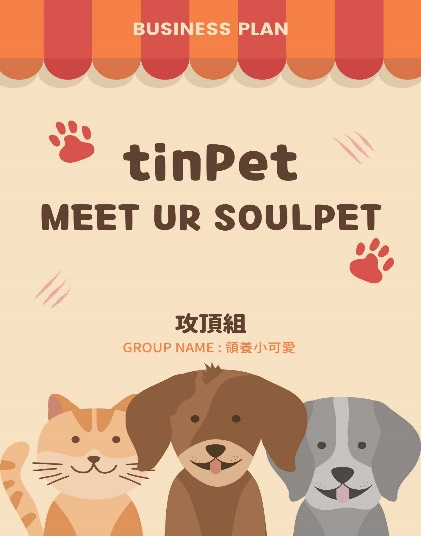 BUSINESS PLAN
tinPet
MEET UR SOULPET
攻頂組
GROUP NAME : 領養小可愛